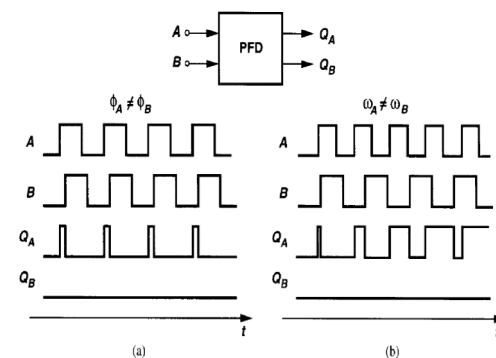 A PFD Q_A
B Q_B
ϕ_A ≠ ϕ_B ω_A ≠ ω_B
A A
B B
Q_A Q_A
Q_B Q_B
t
(a) (b)